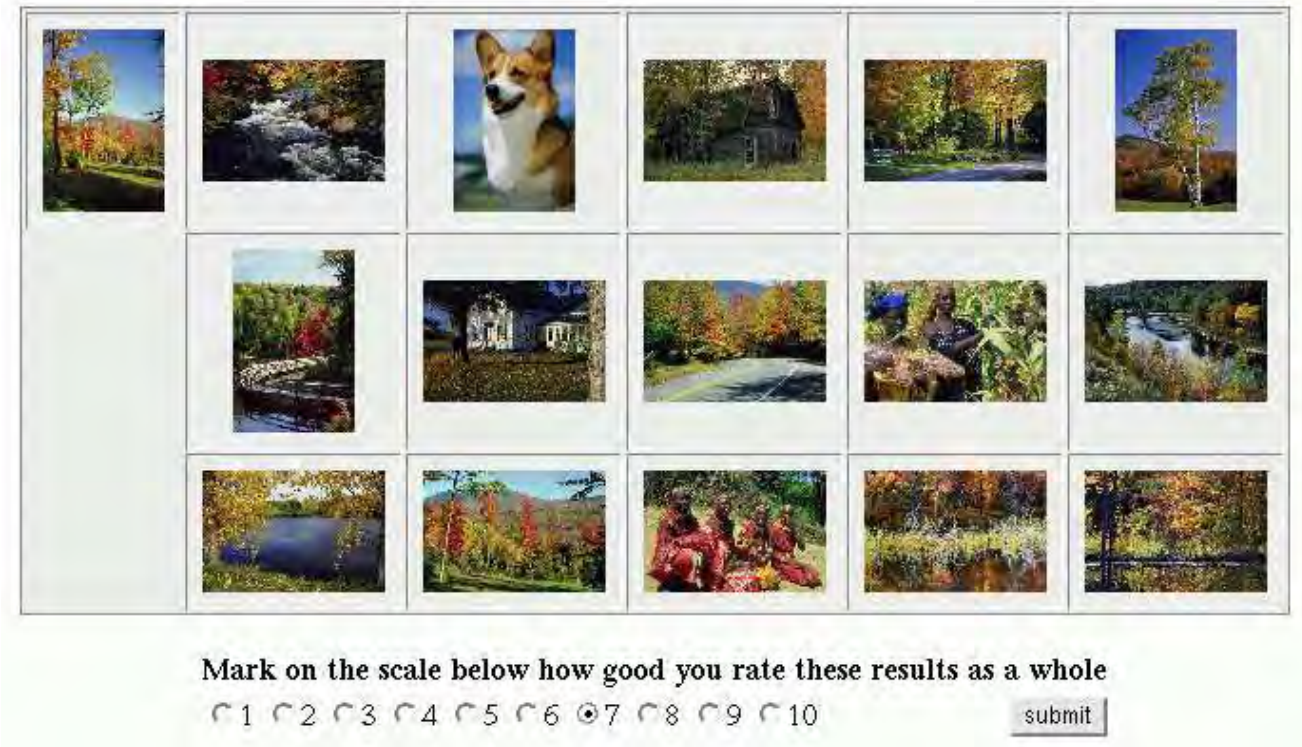 Mark on the scale below how good you rate these results as a whole
1 2 3 4 5 6 7 8 9 10 submit